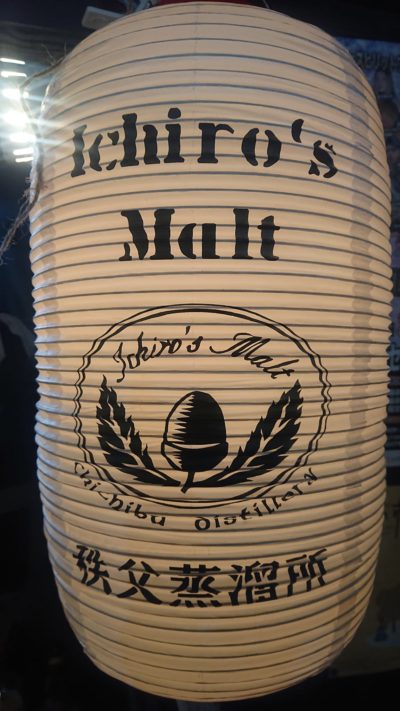 Ichiro's
Malt
Ichiro's Malt
Chichibu Distillery
秩父蒸溜所